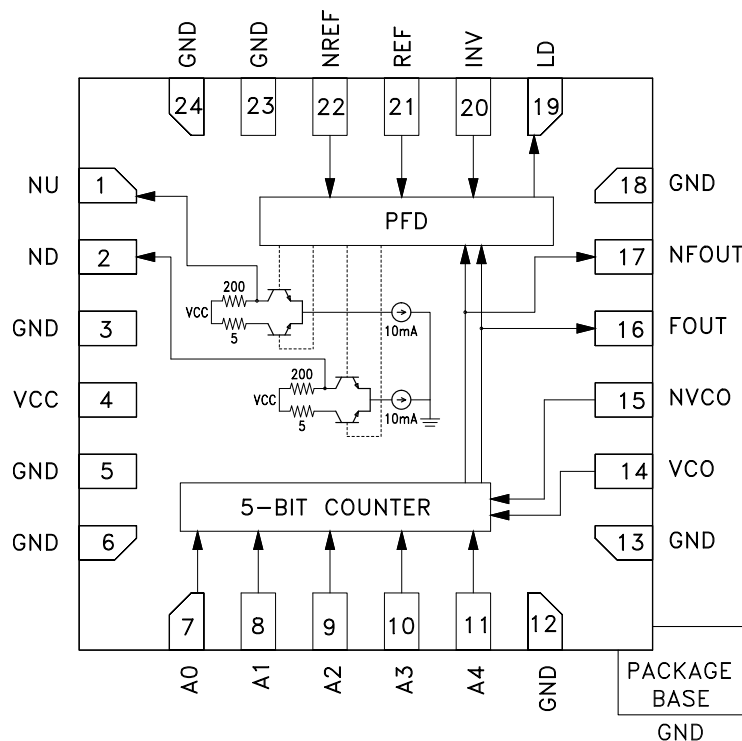 GND
GND
NREF
REF
INV
LD
24
23
22
21
20
19
NU
1
18
GND
PFD
ND
2
17
NFOUT
200
VCC
5
10mA
GND
3
16
FOUT
200
VCC
5
10mA
VCC
4
15
NVCO
GND
5
14
VCO
5-BIT COUNTER
GND
6
13
GND
7
8
9
10
11
12
A0
A1
A2
A3
A4
GND
PACKAGE
BASE
GND